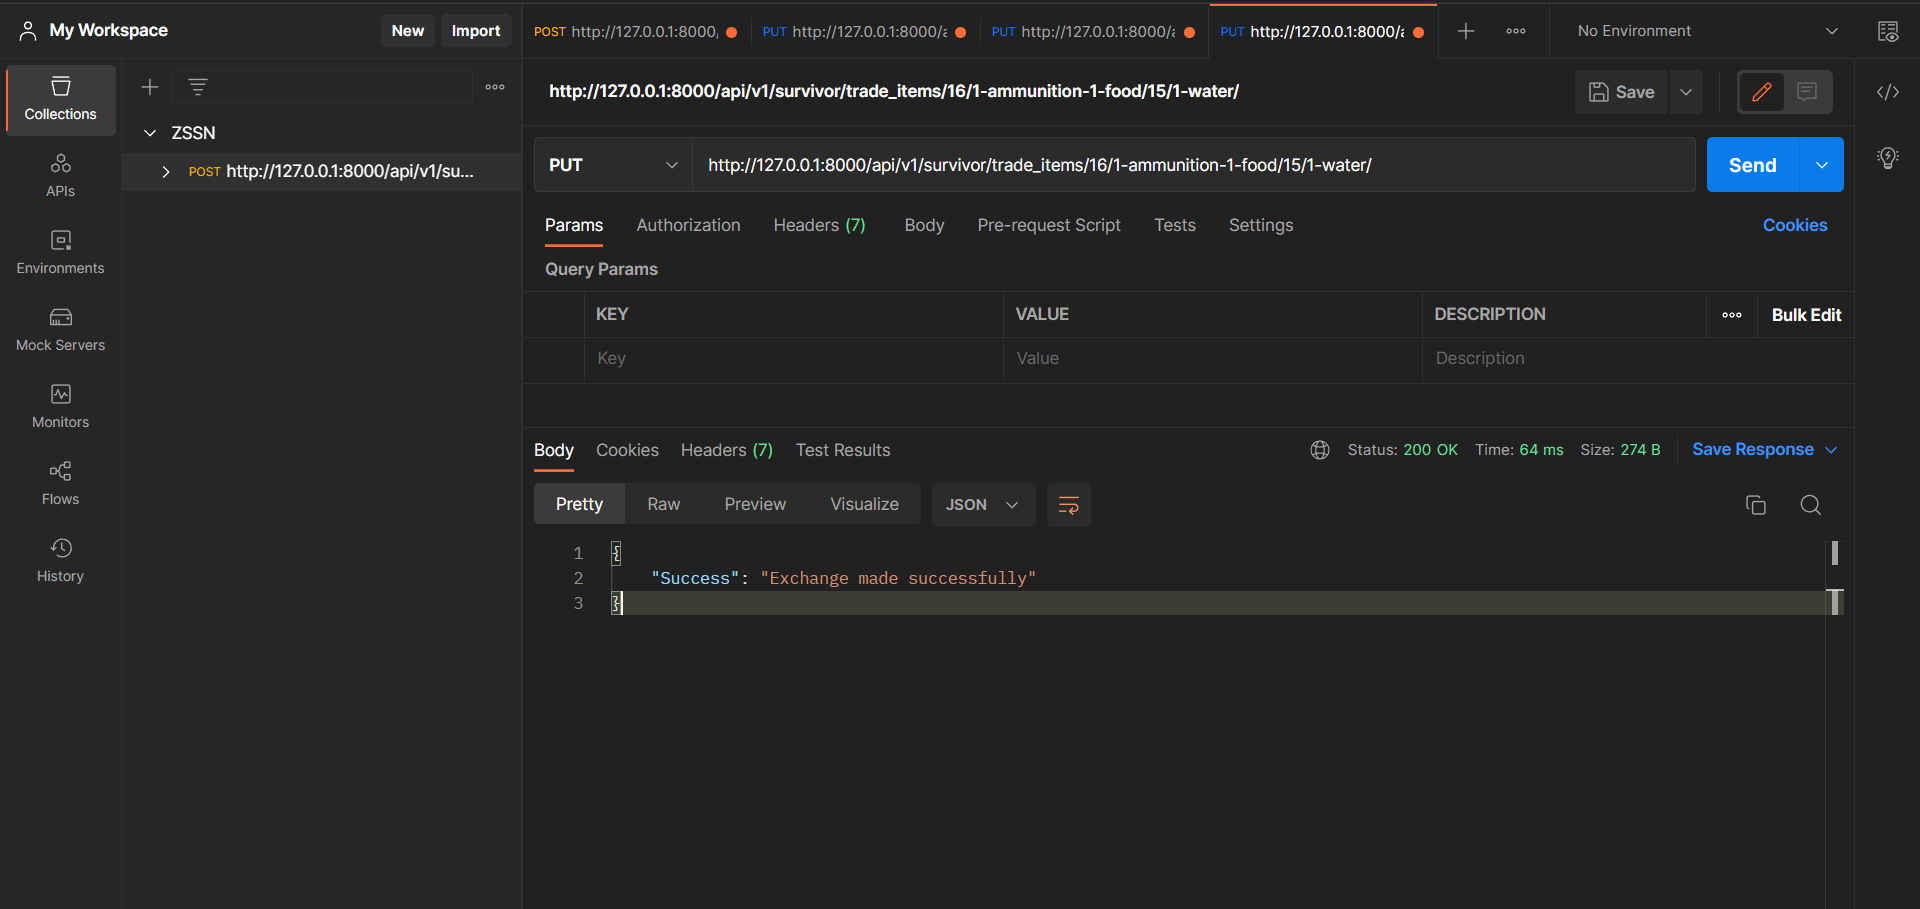 My Workspace
New
Import
POST http://127.0.0.1:8000,
PUT http://127.0.0.1:8000/a
PUT http://127.0.0.1:8000/a
PUT http://127.0.0.1:8000/a
No Environment
Collections
APIs
Environments
Mock Servers
Monitors
Flows
History
ZSSN
POST http://127.0.0.1:8000/api/v1/su...
http://127.0.0.1:8000/api/v1/survivor/trade_items/16/1-ammunition-1-food/15/1-water/
Save
PUT
http://127.0.0.1:8000/api/v1/survivor/trade_items/16/1-ammunition-1-food/15/1-water/
Send
Params Authorization Headers (7) Body Pre-request Script Tests Settings Cookies
Query Params
KEY VALUE DESCRIPTION Bulk Edit
Key Value Description
Body Cookies Headers (7) Test Results Status: 200 OK Time: 64 ms Size: 274 B Save Response
Pretty Raw Preview Visualize JSON
1 {
2 "Success": "Exchange made successfully"
3 }